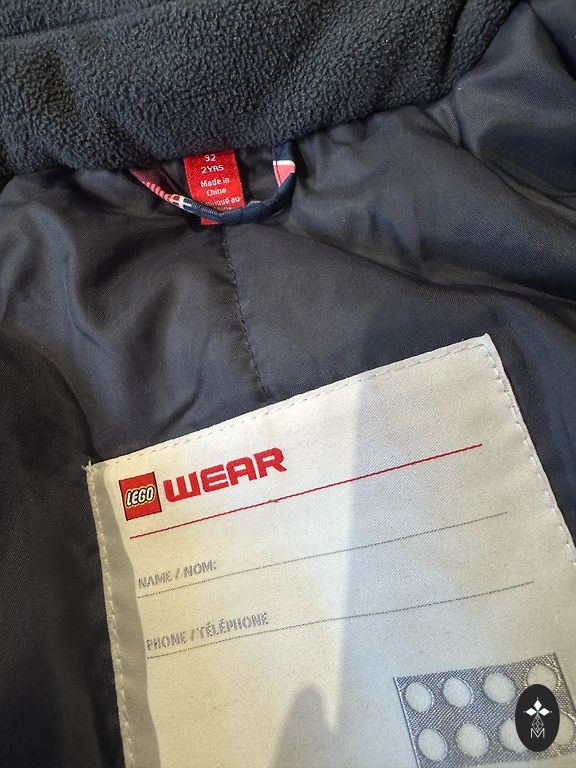 92
2YRS
Made in
China
LEGO WEAR
NAME / NOM:
PHONE / TÉLÉPHONE
M